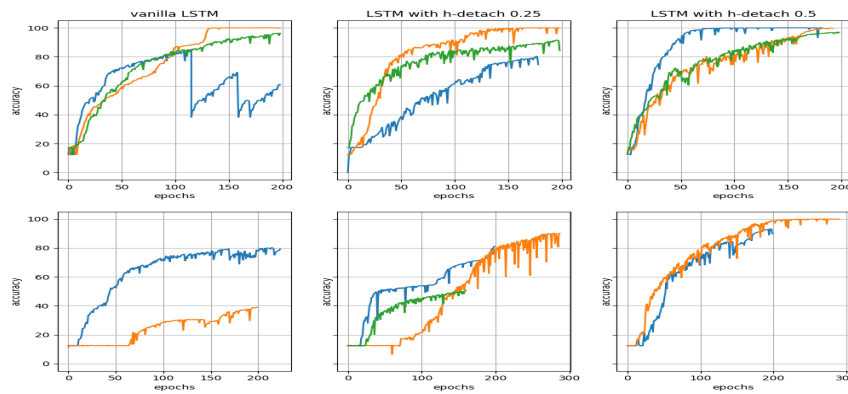 vanilla LSTM
LSTM with h-detach 0.25
LSTM with h-detach 0.5
100
80
60
40
20
0
accuracy
0 50 100 150 200
epochs
accuracy
0 50 100 150 200
epochs
accuracy
0 50 100 150 200
epochs
100
80
60
40
20
0
accuracy
0 50 100 150 200
epochs
accuracy
0 100 200 300
epochs
accuracy
0 100 200 300
epochs